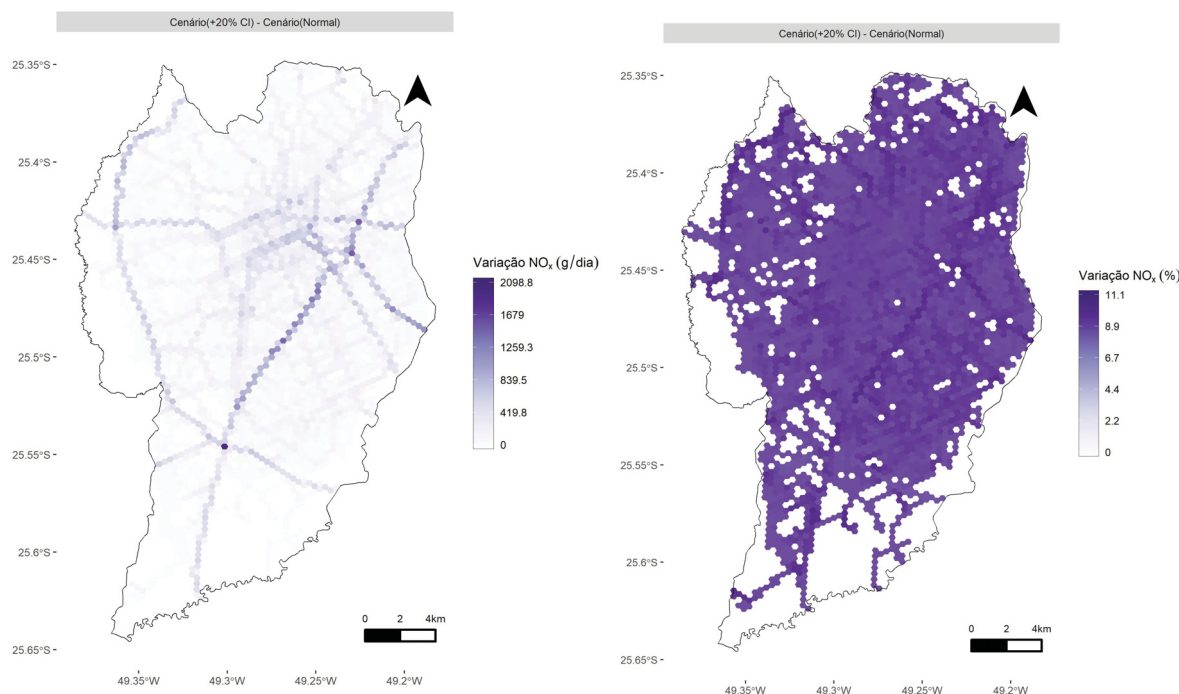 Cenário(+20% CI) - Cenário(Normal)
25.35°S
25.4°S
25.45°S
25.5°S
25.55°S
25.6°S
25.65°S
49.35°W
49.3°W
49.25°W
49.2°W
0 2 4km
Variação NOx (g/dia)
2098.8
1679
1259.3
839.5
419.8
0
Cenário(+20% CI) - Cenário(Normal)
25.35°S
25.4°S
25.45°S
25.5°S
25.55°S
25.6°S
25.65°S
49.35°W
49.3°W
49.25°W
49.2°W
0 2 4km
Variação NOx (%)
11.1
8.9
6.7
4.4
2.2
0